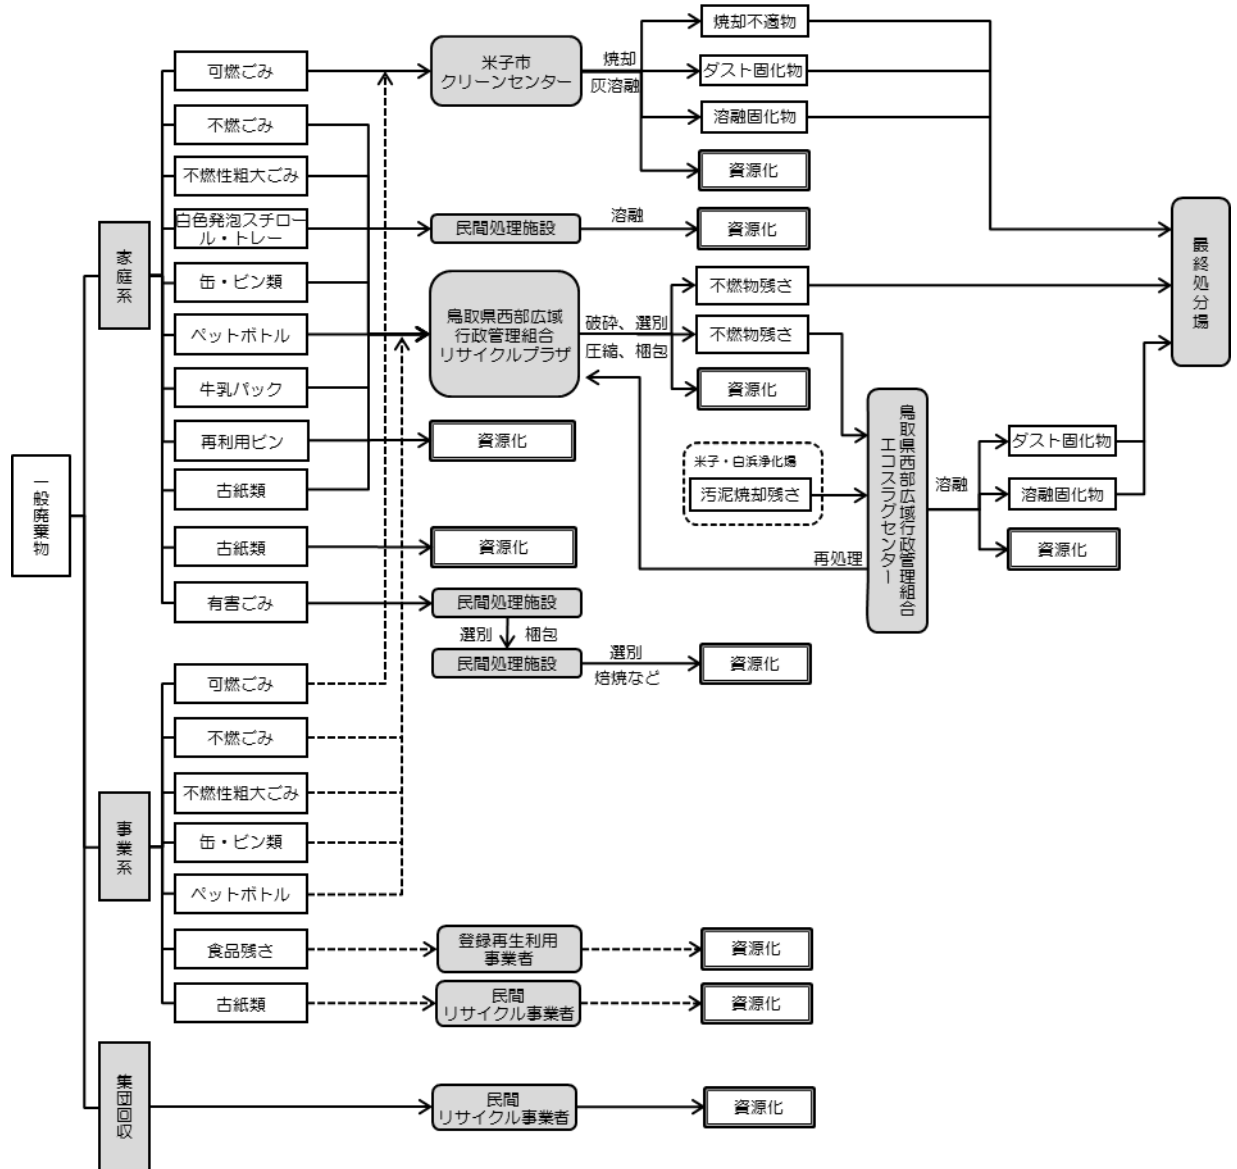 一般廃棄物
家庭系
可燃ごみ
不燃ごみ
不燃性粗大ごみ
白色発泡スチロー
ル・トレー
缶・ビン類
ペットボトル
牛乳パック
再利用ビン
古紙類
古紙類
有害ごみ
事業系
可燃ごみ
不燃ごみ
不燃性粗大ごみ
缶・ビン類
ペットボトル
食品残さ
古紙類
集団回収
米子市
クリーンセンター
焼却
灰溶融
焼却不適物
ダスト固化物
溶融固化物
資源化
民間処理施設
溶融
資源化
鳥取県西部広域
行政管理組合
リサイクルプラザ
破砕、選別
圧縮、梱包
不燃物残さ
不燃物残さ
資源化
資源化
資源化
民間処理施設
選別
梱包
民間処理施設
選別
焙焼など
資源化
米子・白浜浄化場
汚泥焼却残さ
再処理
鳥取県西部広域行政管理組合
エコスラグセンター
溶融
ダスト固化物
溶融固化物
資源化
最終処分場
登録再生利用
事業者
資源化
民間
リサイクル事業者
資源化
民間
リサイクル事業者
資源化